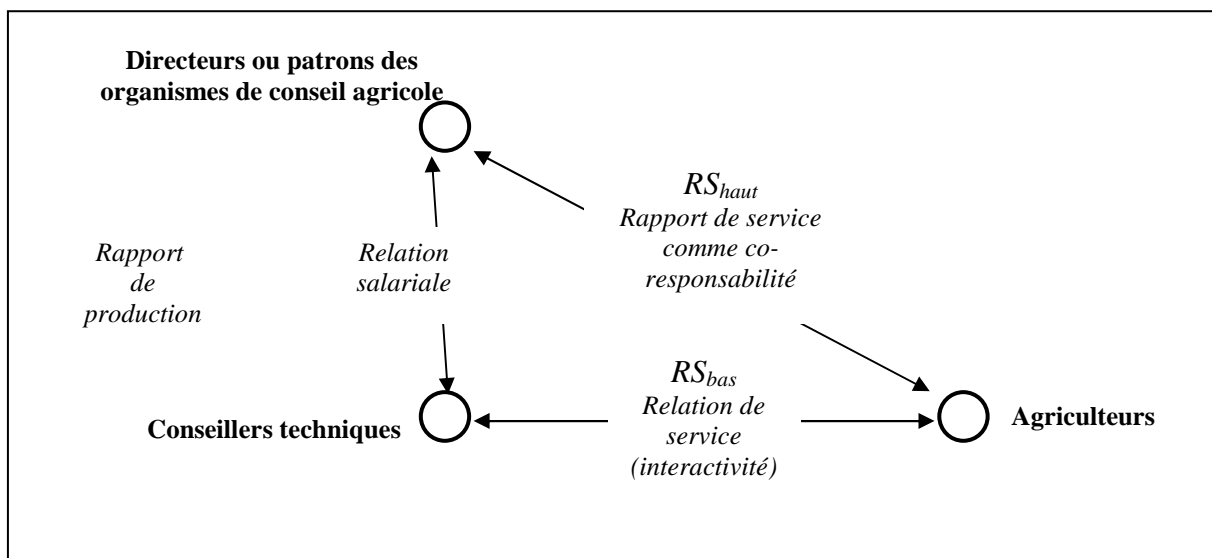 Directeurs ou patrons des
organismes de conseil agricole
RShaut
Rapport de service
comme co-
responsabilité
Rapport
de
production
Relation
salariale
RSbas
Relation de
service
(interactivité)
Conseillers techniques
Agriculteurs